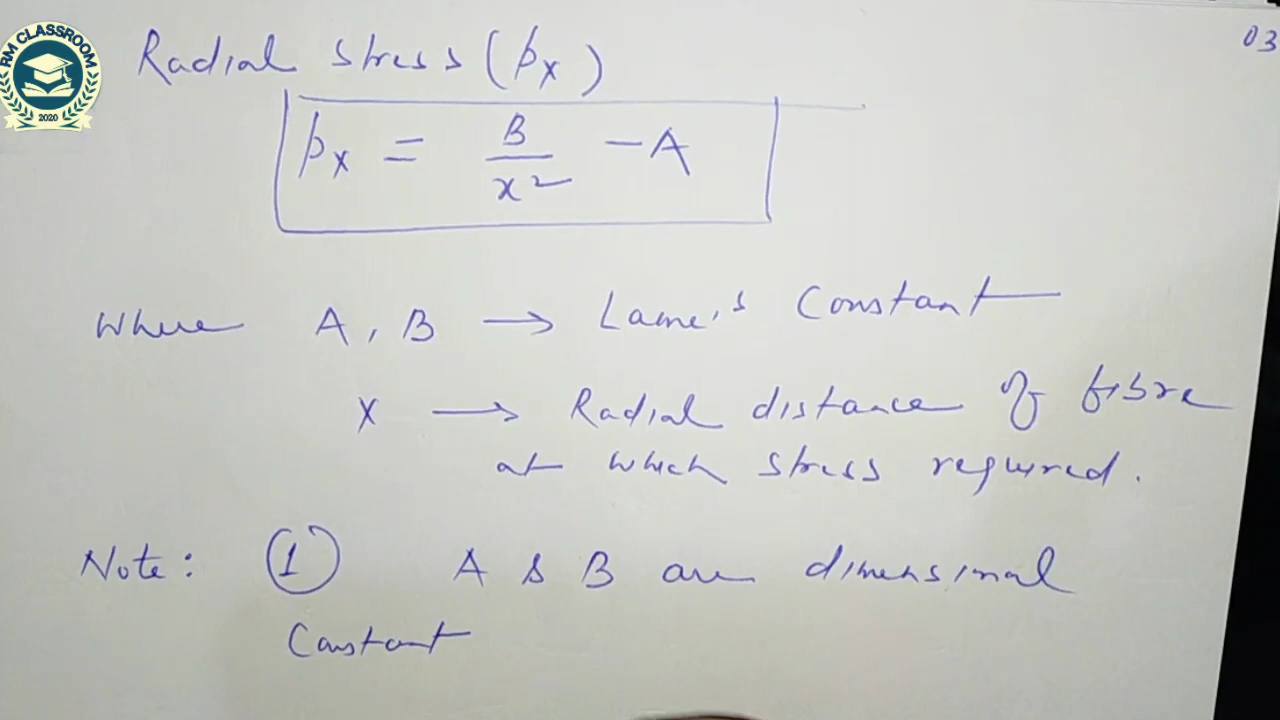 RM CLASSROOM
2020
03
Radial stress (px)
px = B/x² - A
Where A, B → Lame's Constant
x → Radial distance of fibre
at which stress required.
Note: ① A & B are dimensional
Constant